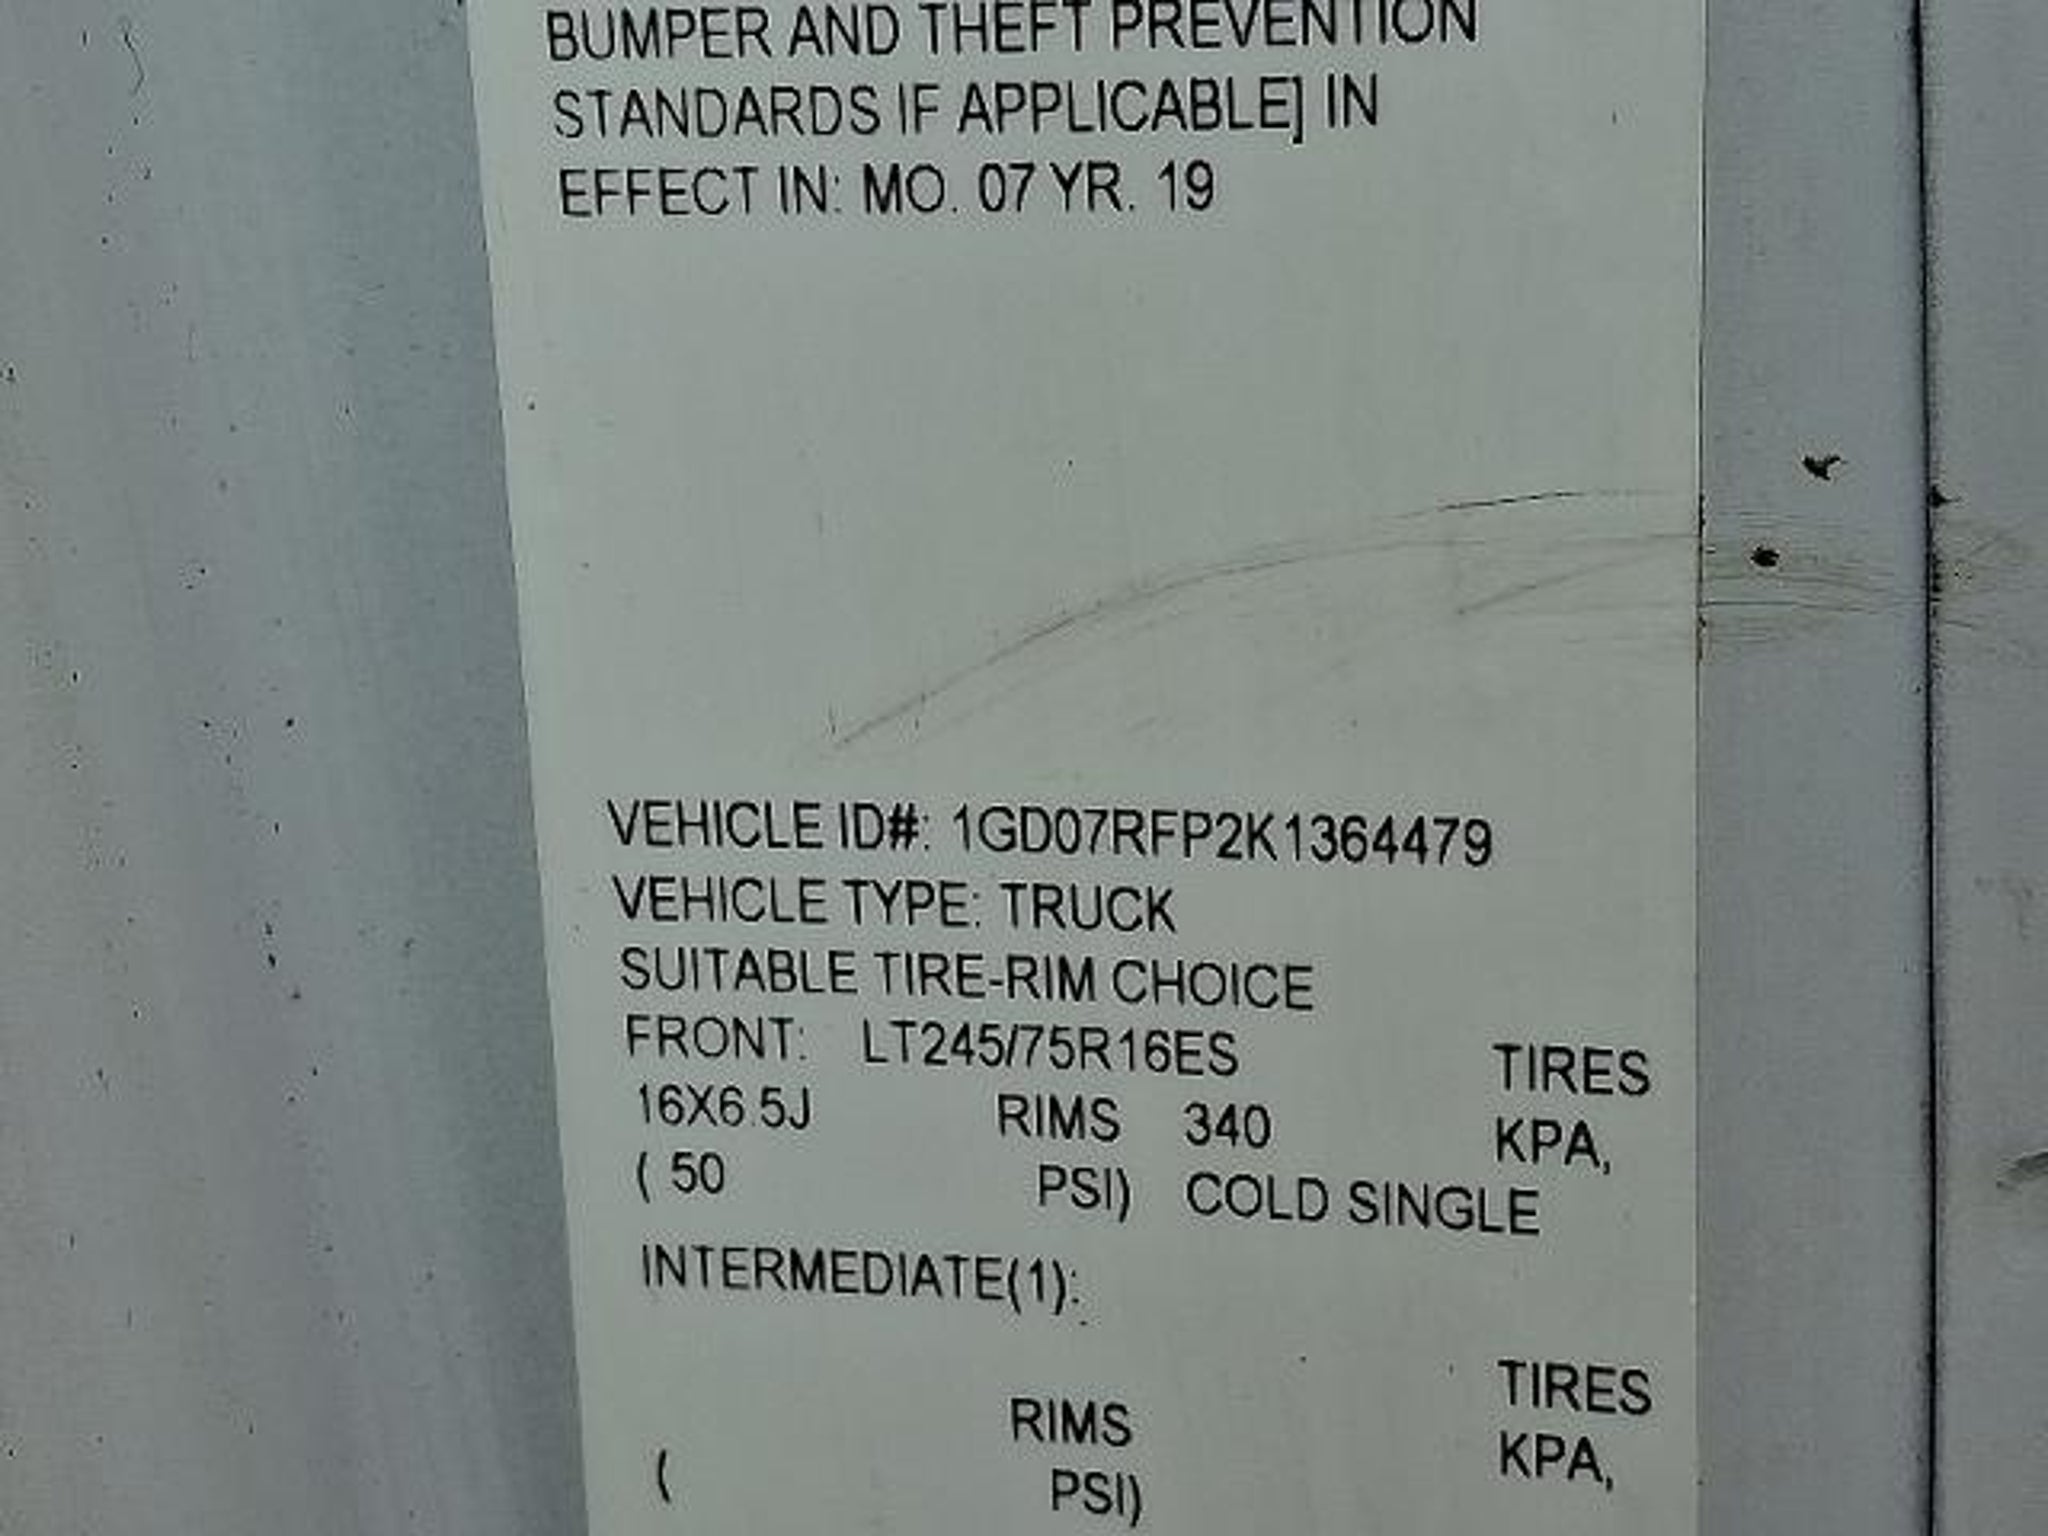 BUMPER AND THEFT PREVENTION
STANDARDS IF APPLICABLE] IN
EFFECT IN: MO. 07 YR. 19
VEHICLE ID#: 1GD07RFP2K1364479
VEHICLE TYPE: TRUCK
SUITABLE TIRE-RIM CHOICE
FRONT: LT245/75R16ES TIRES
16X6.5J RIMS 340 KPA,
( 50 PSI) COLD SINGLE
INTERMEDIATE(1):
TIRES
RIMS KPA,
( PSI)